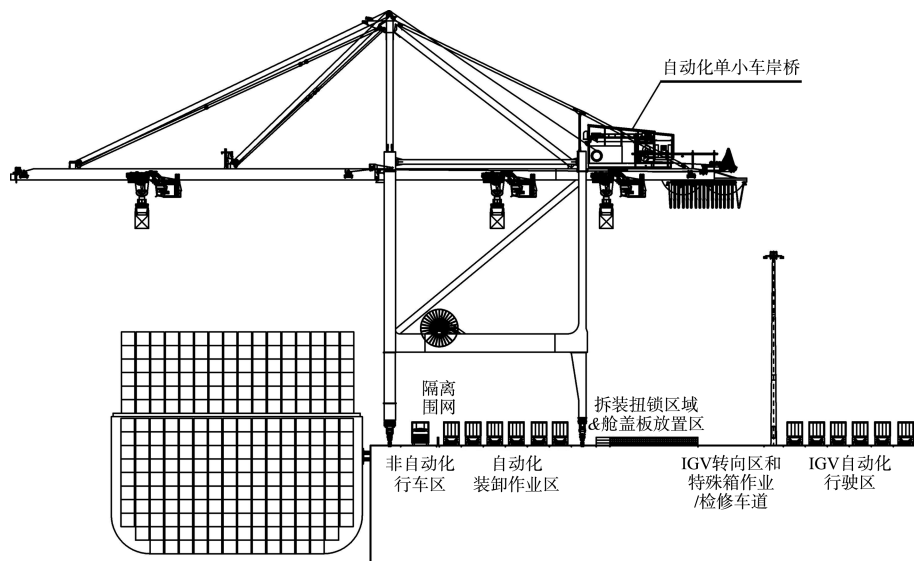 自动化单小车岸桥
隔离
围网
拆装扭锁区域
&舱盖板放置区
非自动化
行车区
自动化
装卸作业区
IGV转向区和
特殊箱作业
/检修车道
IGV自动化
行驶区